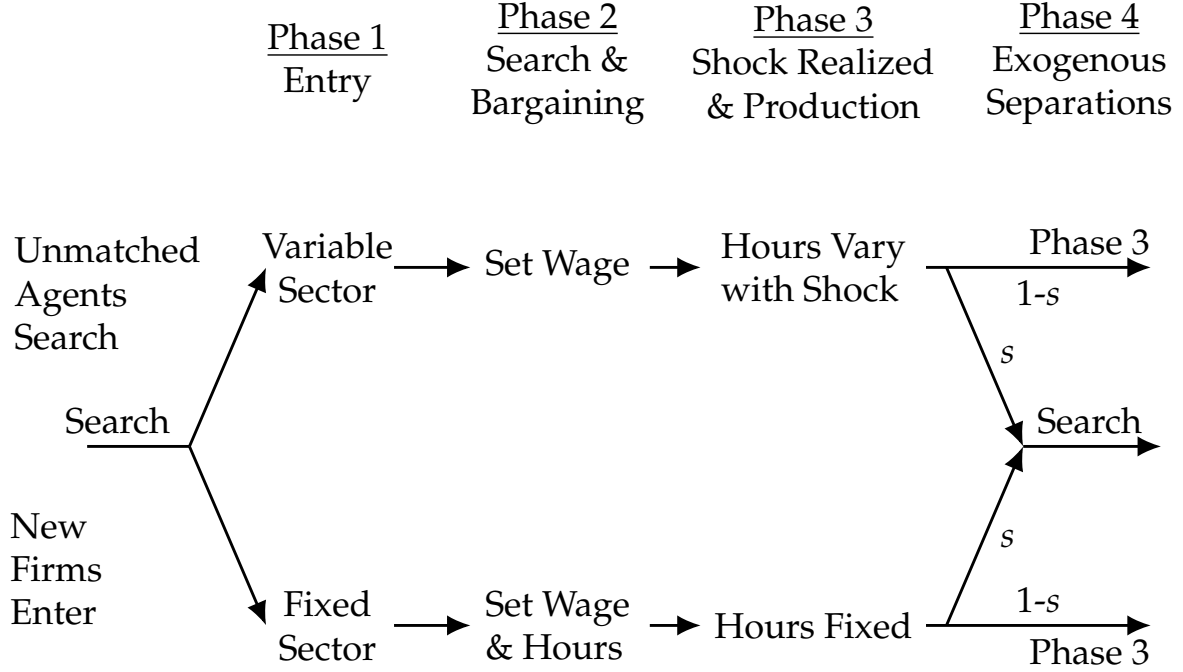 Phase 1
Entry
Phase 2
Search &
Bargaining
Phase 3
Shock Realized
& Production
Phase 4
Exogenous
Separations
Unmatched
Agents
Search
Variable
Sector
Set Wage
Hours Vary
with Shock
Phase 3
1-s
s
Search
Search
New
Firms
Enter
Fixed
Sector
Set Wage
& Hours
Hours Fixed
s
1-s
Phase 3